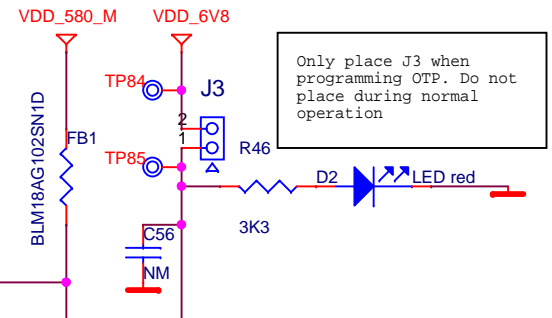 VDD_580_M
VDD_6V8
Only place J3 when
programming OTP. Do not
place during normal
operation
TP84
J3
2
1
BLM18AG102SN1D
FB1
TP85
R46
D2
LED red
3K3
C56
NM